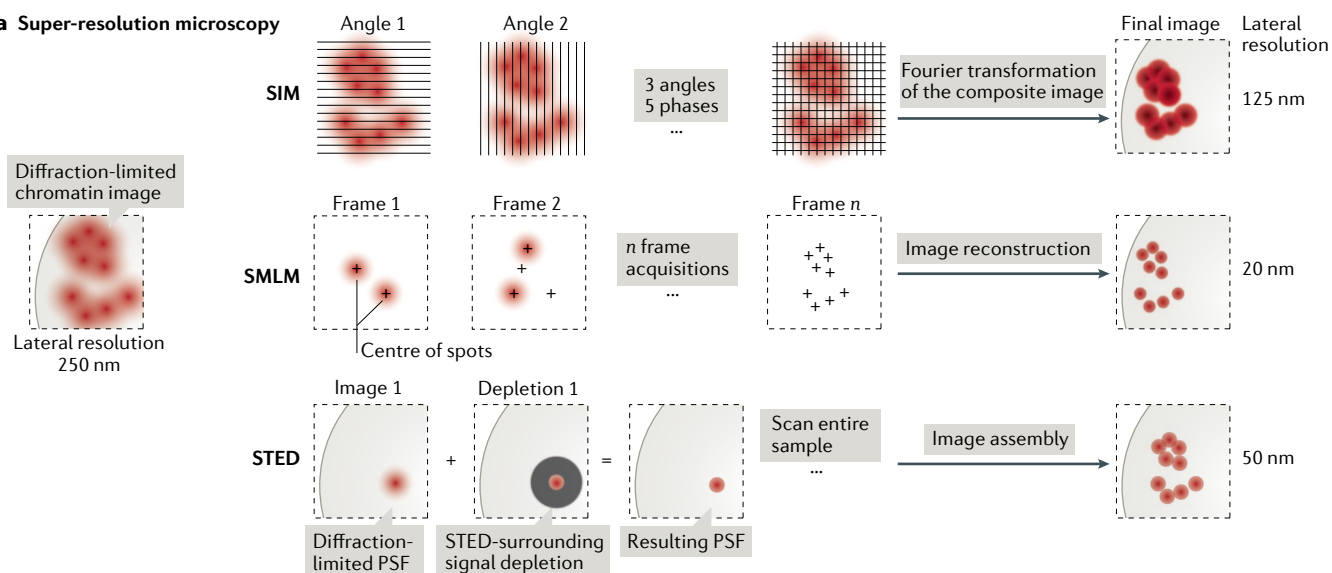 a Super-resolution microscopy
Angle 1
Angle 2
Final image
Lateral
resolution
SIM
3 angles
5 phases
...
Fourier transformation
of the composite image
125 nm
Diffraction-limited
chromatin image
Lateral resolution
250 nm
Frame 1
Frame 2
Frame n
SMLM
n frame
acquisitions
...
Image reconstruction
20 nm
Centre of spots
Image 1
Depletion 1
STED
+
=
Scan entire
sample
...
Image assembly
50 nm
Diffraction-
limited PSF
STED-surrounding
signal depletion
Resulting PSF